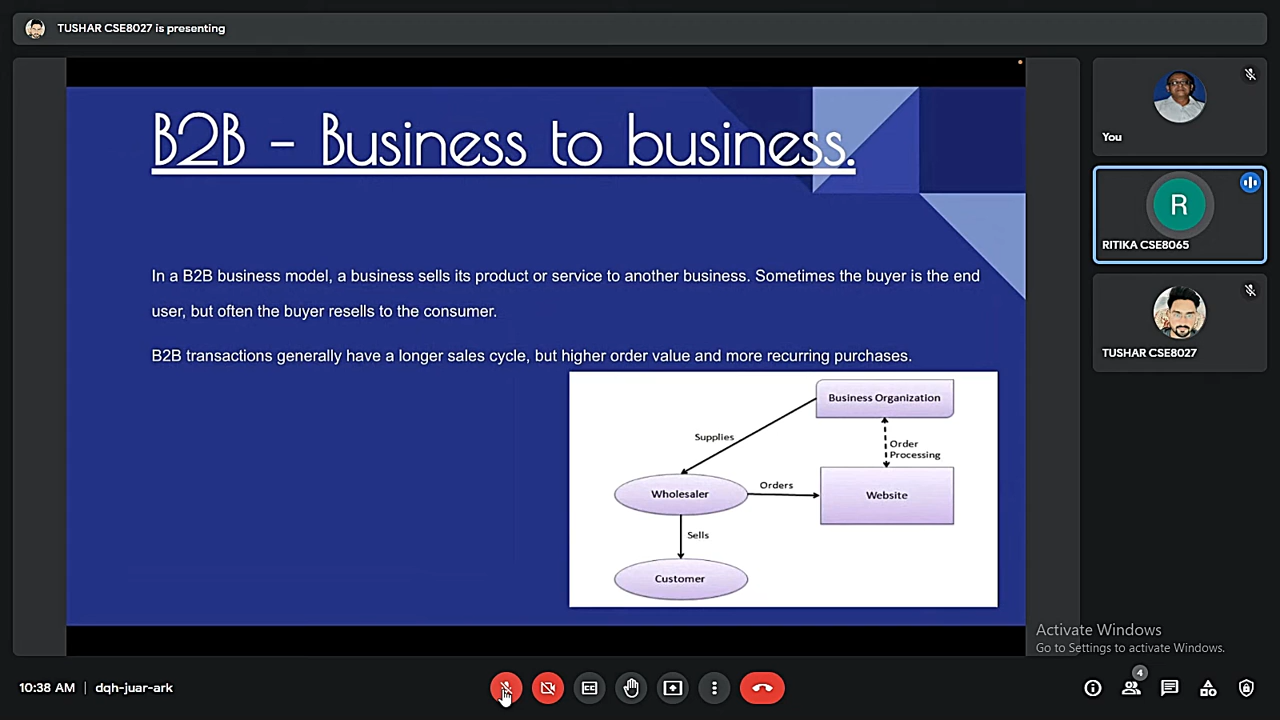 TUSHAR CSE8027 is presenting
B2B – Business to business.
In a B2B business model, a business sells its product or service to another business. Sometimes the buyer is the end
user, but often the buyer resells to the consumer.
B2B transactions generally have a longer sales cycle, but higher order value and more recurring purchases.
Business Organization
Supplies
Order
Processing
Wholesaler
Orders
Website
Sells
Customer
You
R
RITIKA CSE8065
TUSHAR CSE8027
Activate Windows
Go to Settings to activate Windows.
10:38 AM | dqh-juar-ark
CC
4